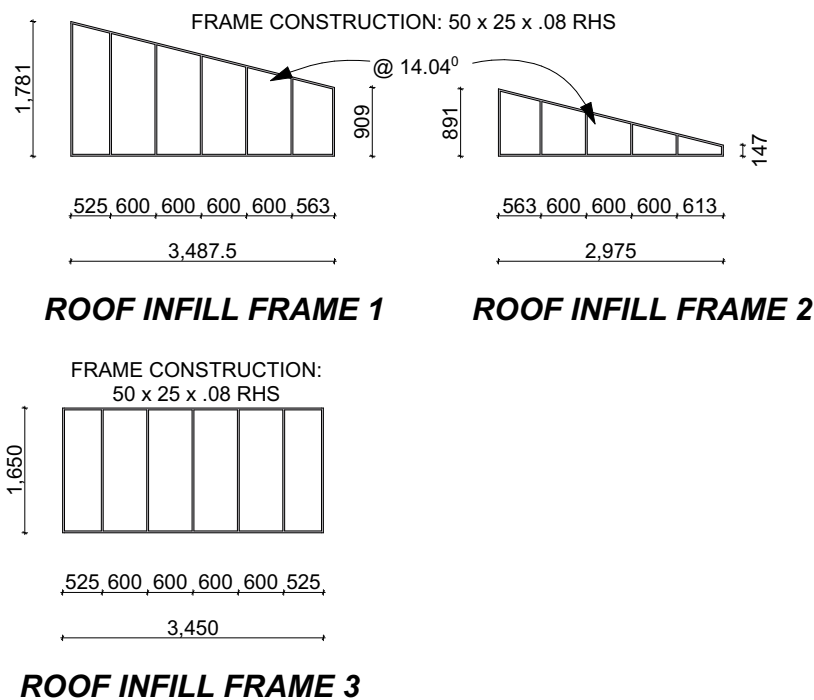 FRAME CONSTRUCTION: 50 x 25 x .08 RHS
@ 14.04⁰
1,781
909
891
147
525 600 600 600 600 563
3,487.5
563 600 600 600 613
2,975
ROOF INFILL FRAME 1
ROOF INFILL FRAME 2
FRAME CONSTRUCTION:
50 x 25 x .08 RHS
1,650
525 600 600 600 600 525
3,450
ROOF INFILL FRAME 3